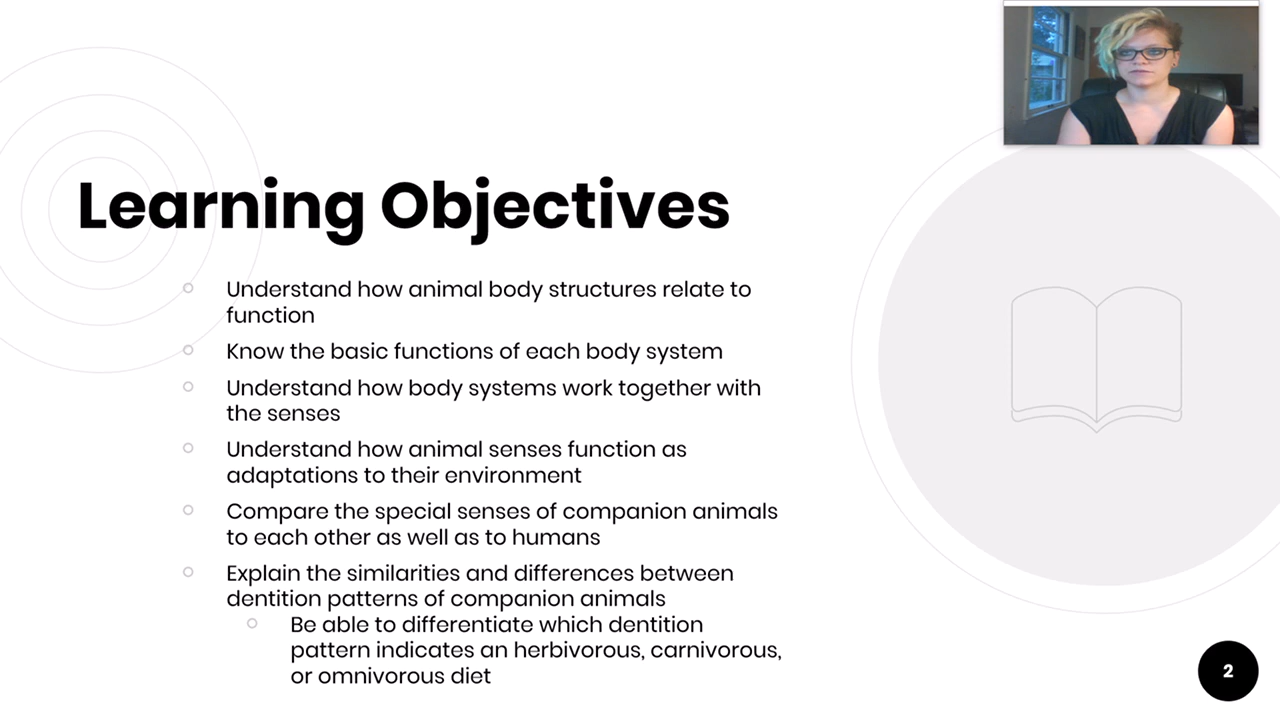 Learning Objectives
Understand how animal body structures relate to
function
Know the basic functions of each body system
Understand how body systems work together with
the senses
Understand how animal senses function as
adaptations to their environment
Compare the special senses of companion animals
to each other as well as to humans
Explain the similarities and differences between
dentition patterns of companion animals
Be able to differentiate which dentition
pattern indicates an herbivorous, carnivorous,
or omnivorous diet
2